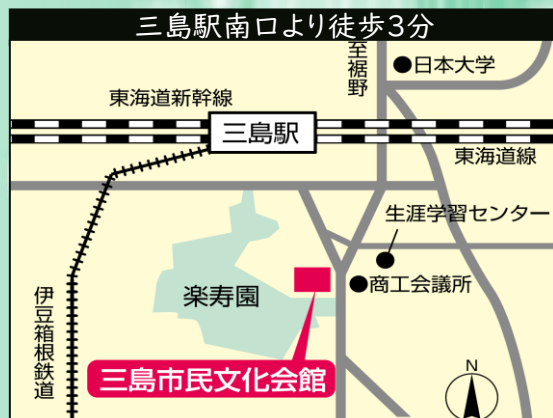 三島駅南口より徒歩3分
至裾野
日本大学
東海道新幹線
三島駅
東海道線
生涯学習センター
商工会議所
楽寿園
伊豆箱根鉄道
三島市民文化会館
N